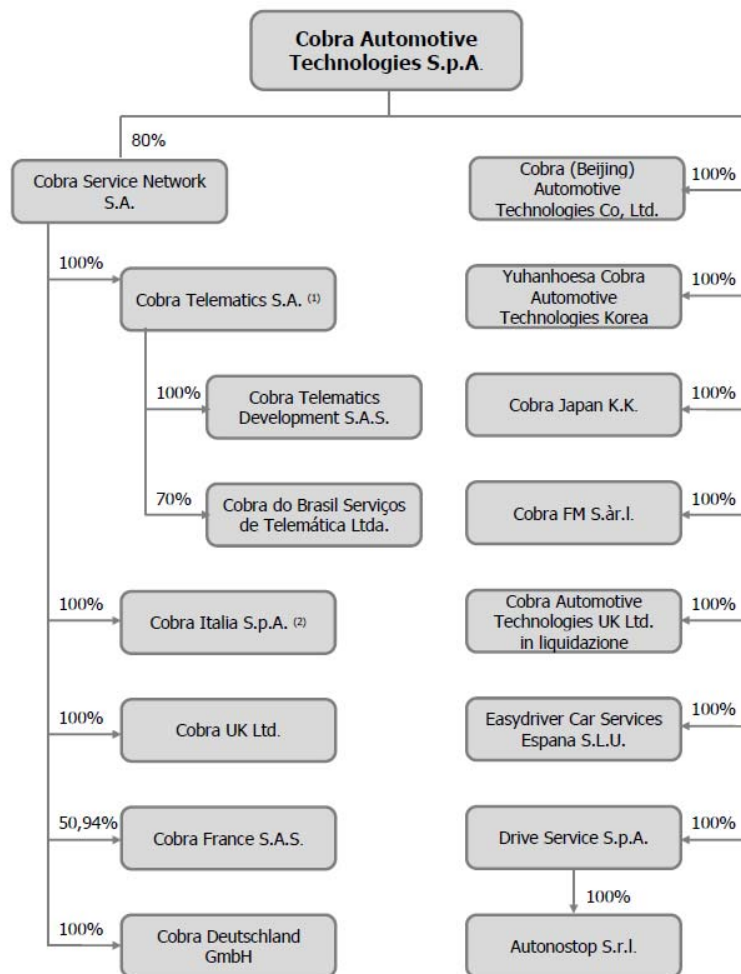 Cobra Automotive
Technologies S.p.A.
80%
Cobra Service Network
S.A.
100%
Cobra Telematics S.A. (1)
100%
Cobra Telematics
Development S.A.S.
70%
Cobra do Brasil Serviços
de Telemática Ltda.
100%
Cobra Italia S.p.A. (2)
100%
Cobra UK Ltd.
50,94%
Cobra France S.A.S.
100%
Cobra Deutschland
GmbH
Cobra (Beijing)
Automotive
Technologies Co, Ltd.
100%
Yuhanhoesa Cobra
Automotive
Technologies Korea
100%
Cobra Japan K.K.
100%
Cobra FM S.àr.l.
100%
Cobra Automotive
Technologies UK Ltd.
in liquidazione
100%
Easydriver Car Services
Espana S.L.U.
100%
Drive Service S.p.A.
100%
100%
Autonostop S.r.l.